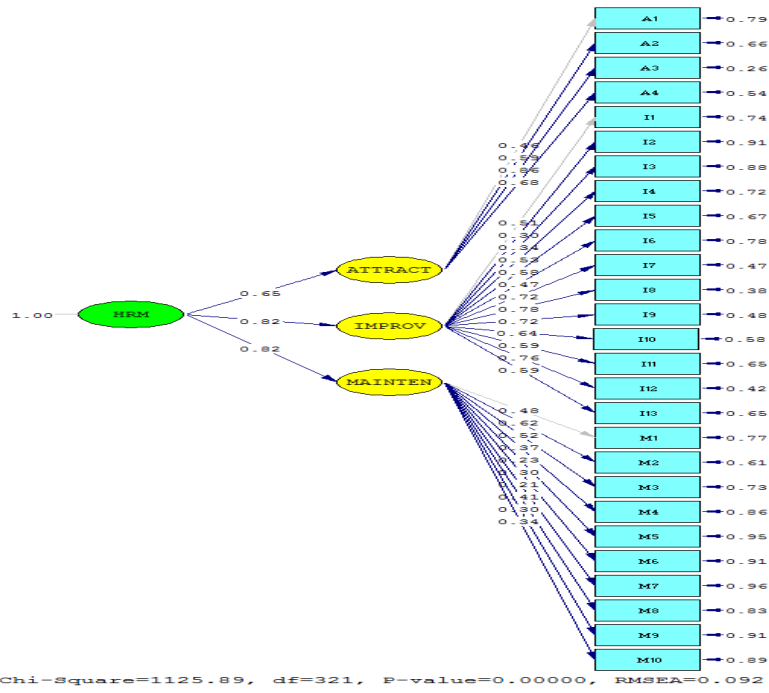 A1 0.79
A2 0.66
A3 0.26
A4 0.54
I1 0.74
I2 0.91
0.46
0.59
I3 0.88
0.86
0.68
I4 0.72
I5 0.67
0.51
0.30
I6 0.78
0.34
0.53
I7 0.47
ATTRACT
0.58
0.47
I8 0.38
0.65
0.72
0.78
1.00 HRM
I9 0.48
0.72
0.82
IMPROV
0.64
I10 0.58
0.59
0.82
0.76
I11 0.65
0.59
MAINTEN
I12 0.42
0.48
I13 0.65
0.62
0.52
M1 0.77
0.37
0.23
M2 0.61
0.30
0.21
M3 0.73
0.41
0.30
M4 0.86
0.34
M5 0.95
M6 0.91
M7 0.96
M8 0.83
M9 0.91
M10 0.89
Chi-Square=1125.89, df=321, P-value=0.00000, RMSEA=0.092